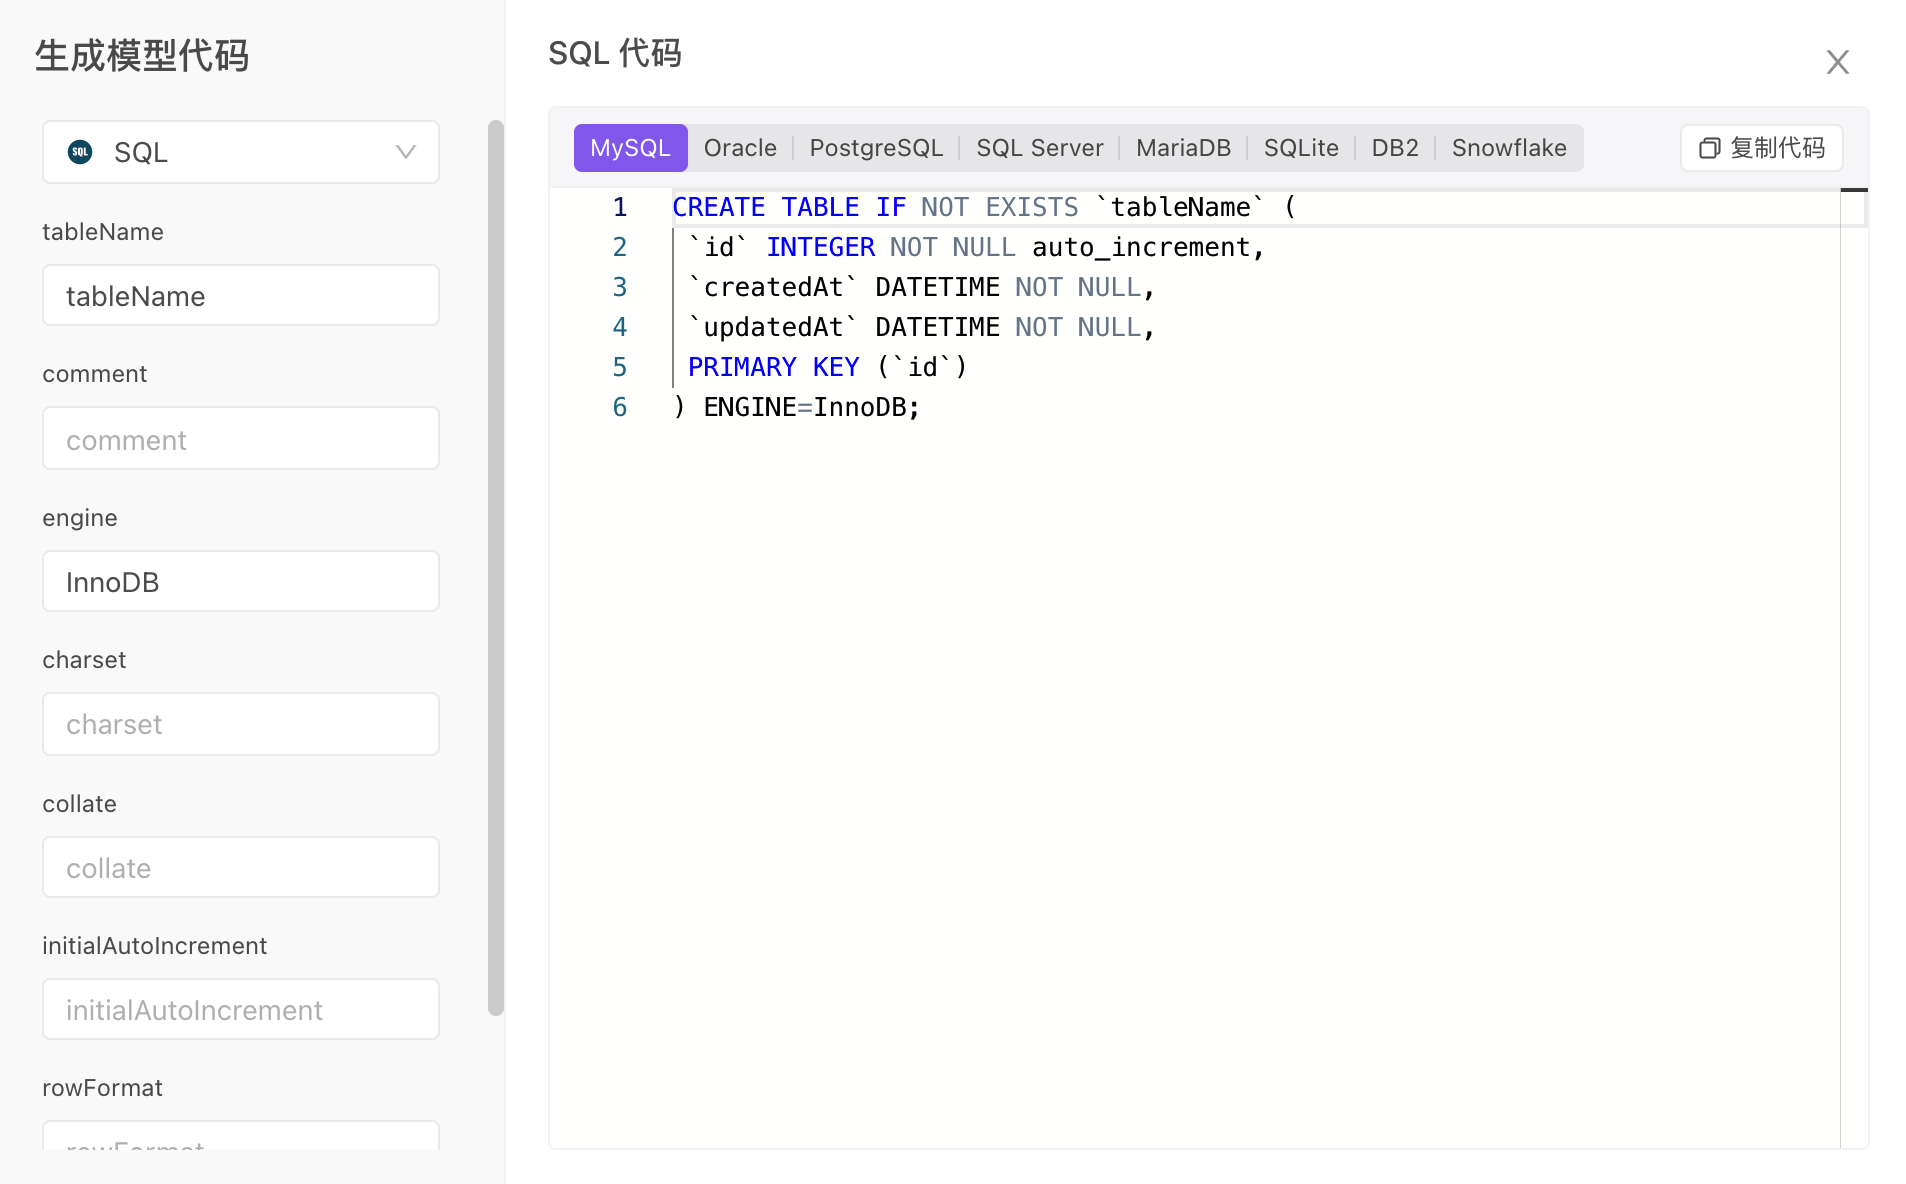 生成模型代码
SQL
tableName
tableName
comment
comment
engine
InnoDB
charset
charset
collate
collate
initialAutoIncrement
initialAutoIncrement
rowFormat
rowFormat
SQL 代码
MySQL Oracle PostgreSQL SQL Server MariaDB SQLite DB2 Snowflake 复制代码
1 CREATE TABLE IF NOT EXISTS `tableName` (
2 `id` INTEGER NOT NULL auto_increment,
3 `createdAt` DATETIME NOT NULL,
4 `updatedAt` DATETIME NOT NULL,
5 PRIMARY KEY (`id`)
6 ) ENGINE=InnoDB;